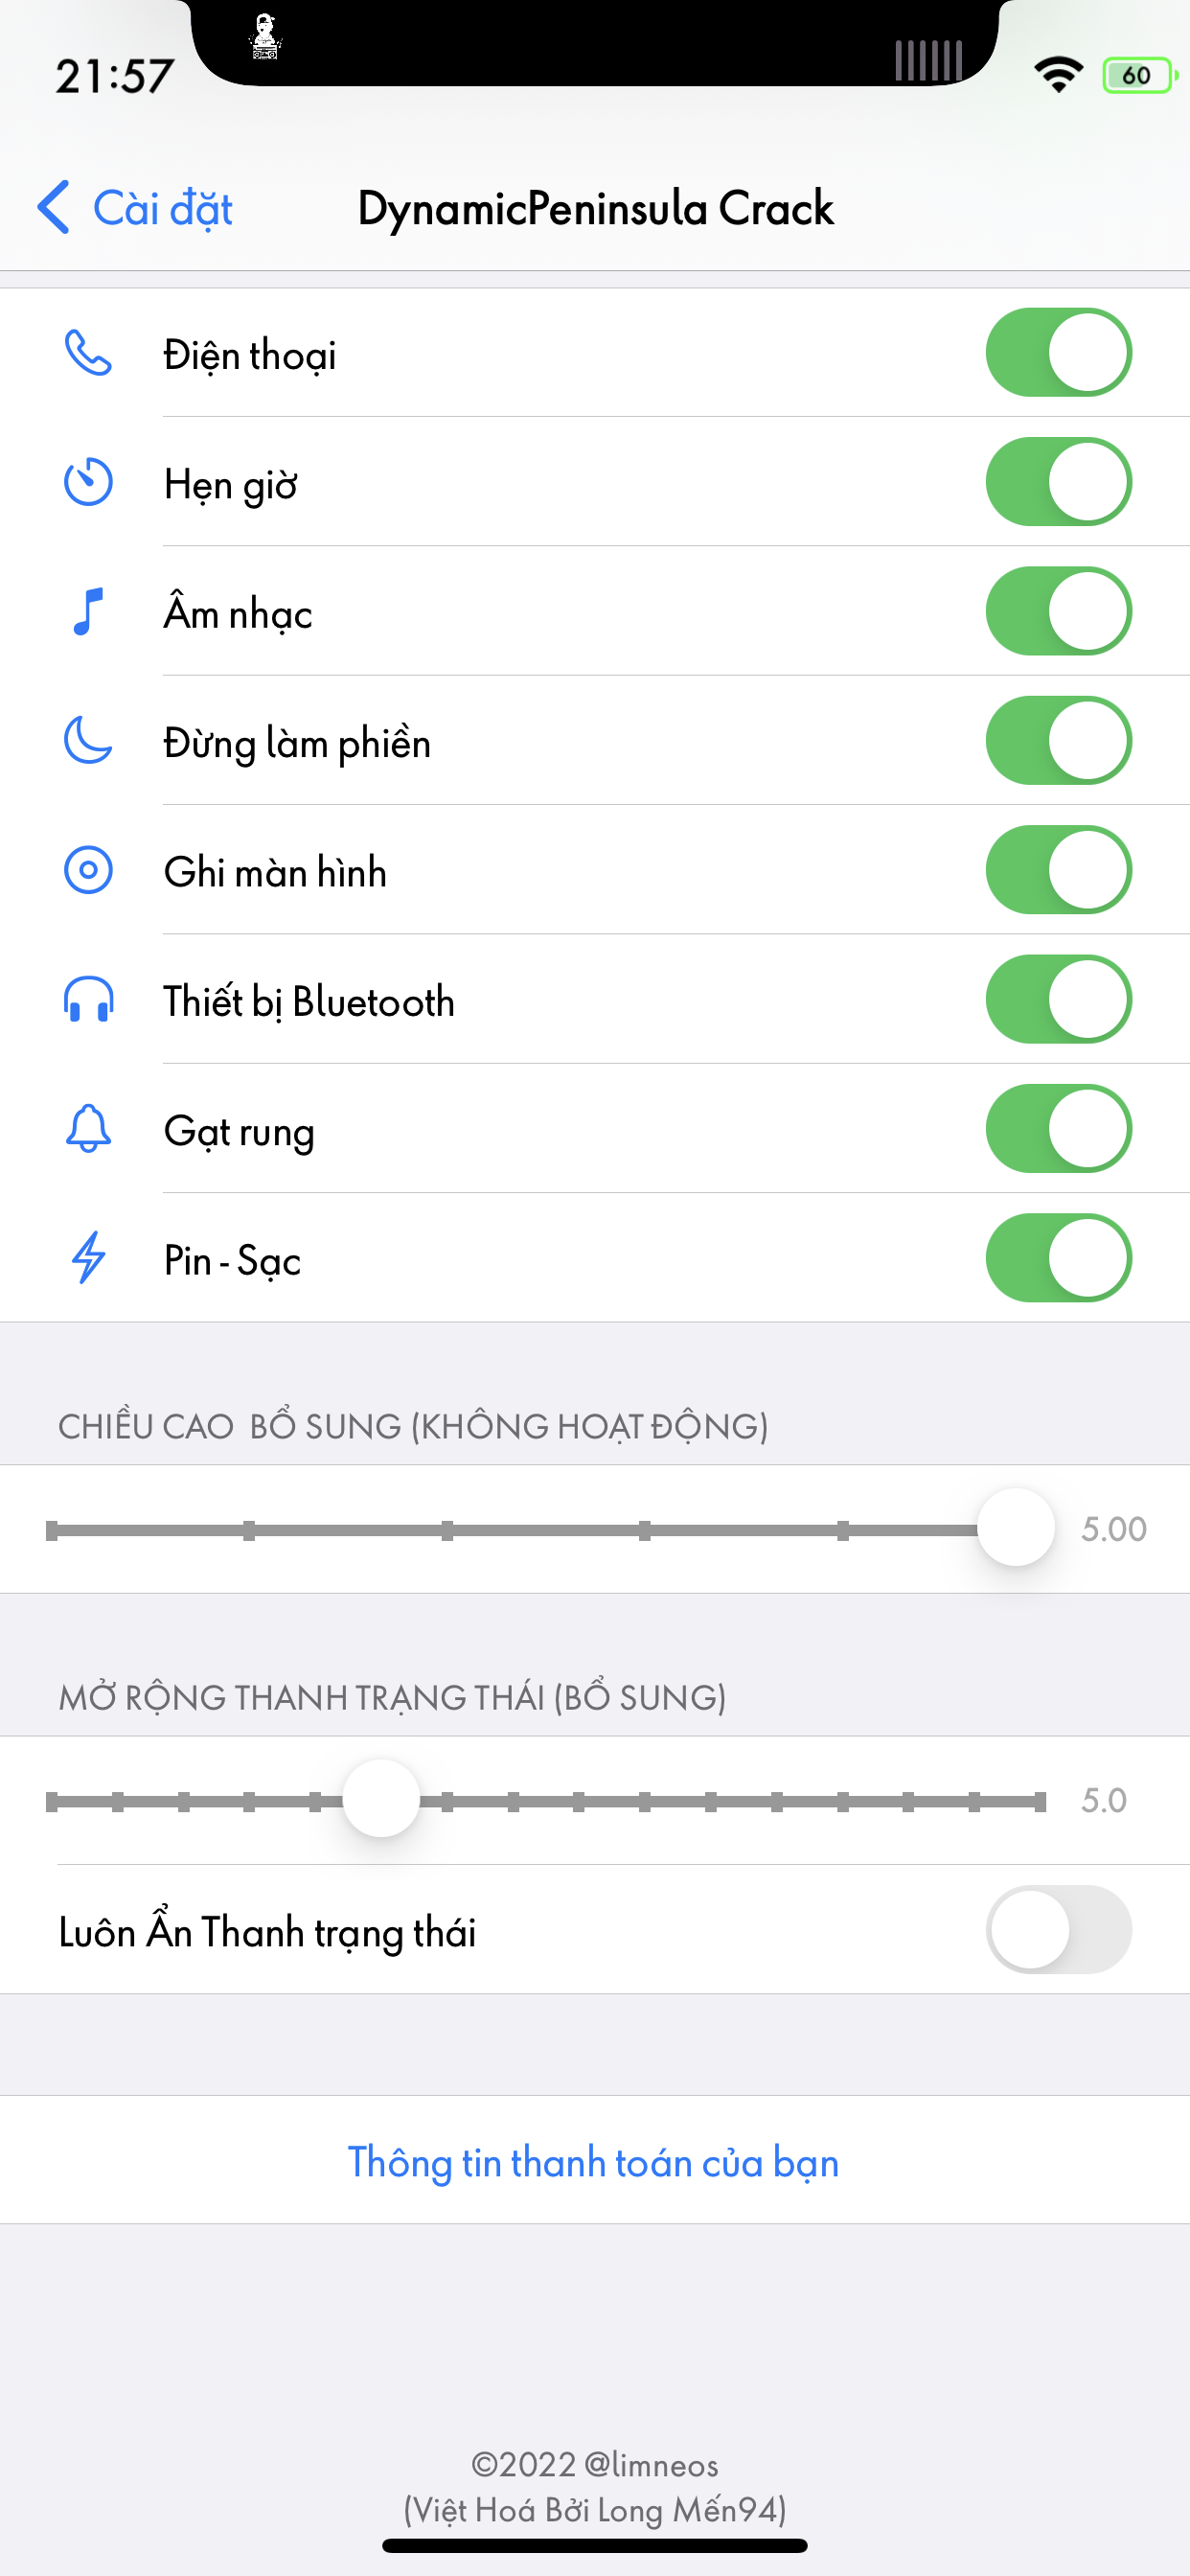 21:57
60
Cài đặt
DynamicPeninsula Crack
Điện thoại
Hẹn giờ
Âm nhạc
Đừng làm phiền
Ghi màn hình
Thiết bị Bluetooth
Gạt rung
Pin - Sạc
CHIỀU CAO  BỔ SUNG (KHÔNG HOẠT ĐỘNG)
5.00
MỞ RỘNG THANH TRẠNG THÁI (BỔ SUNG)
5.0
Luôn Ẩn Thanh trạng thái
Thông tin thanh toán của bạn
©2022 @limneos
(Việt Hoá Bởi Long Mến94)